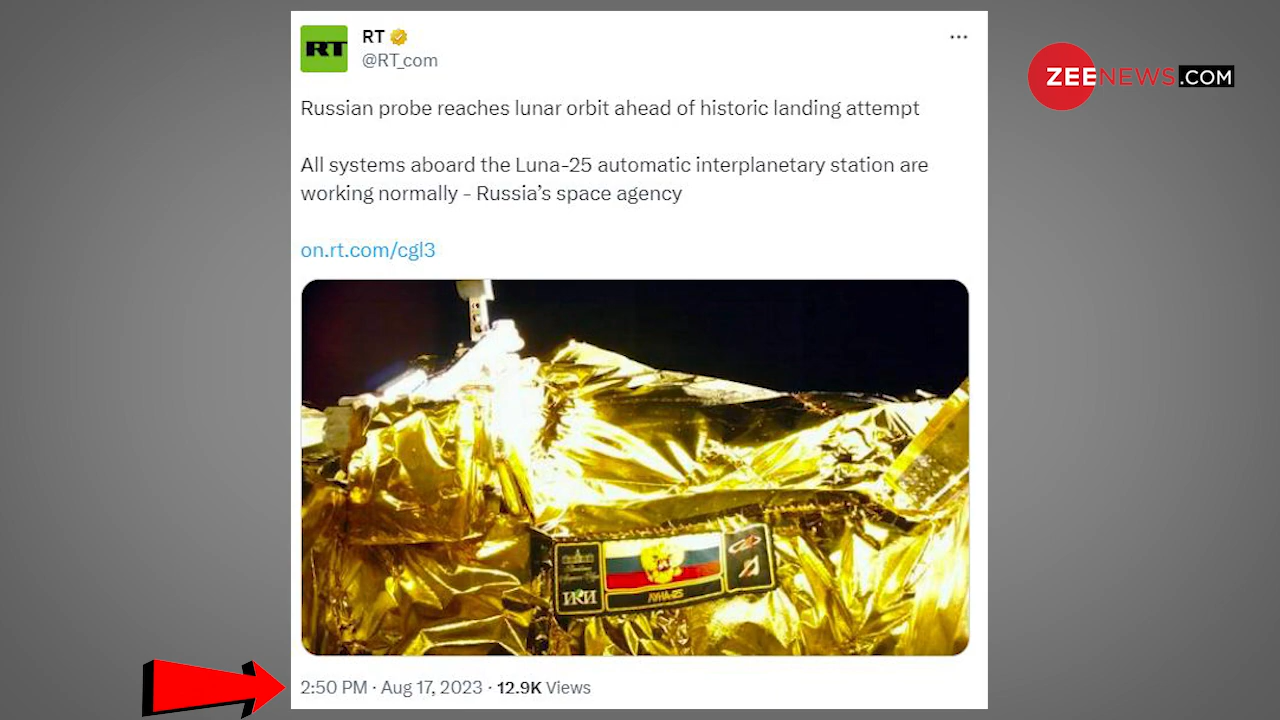 RT
RT
@RT_com
ZEENEWS.COM
Russian probe reaches lunar orbit ahead of historic landing attempt
All systems aboard the Luna-25 automatic interplanetary station are
working normally – Russia’s space agency
on.rt.com/cgl3
ИКИ
ЛУНА-25
2:50 PM · Aug 17, 2023 · 12.9K Views